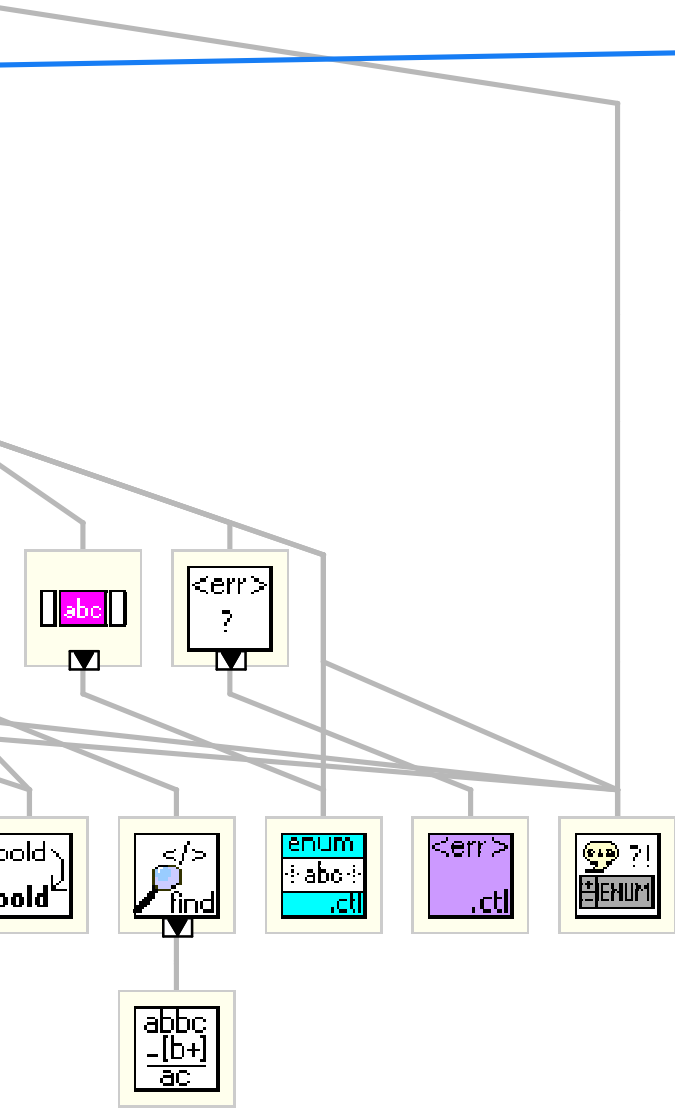 abc
<err>
?
bold
bold
</>
find
enum
abc
.ctl
<err>
.ctl
?!
ENUM
abbc
-[b+]
ac